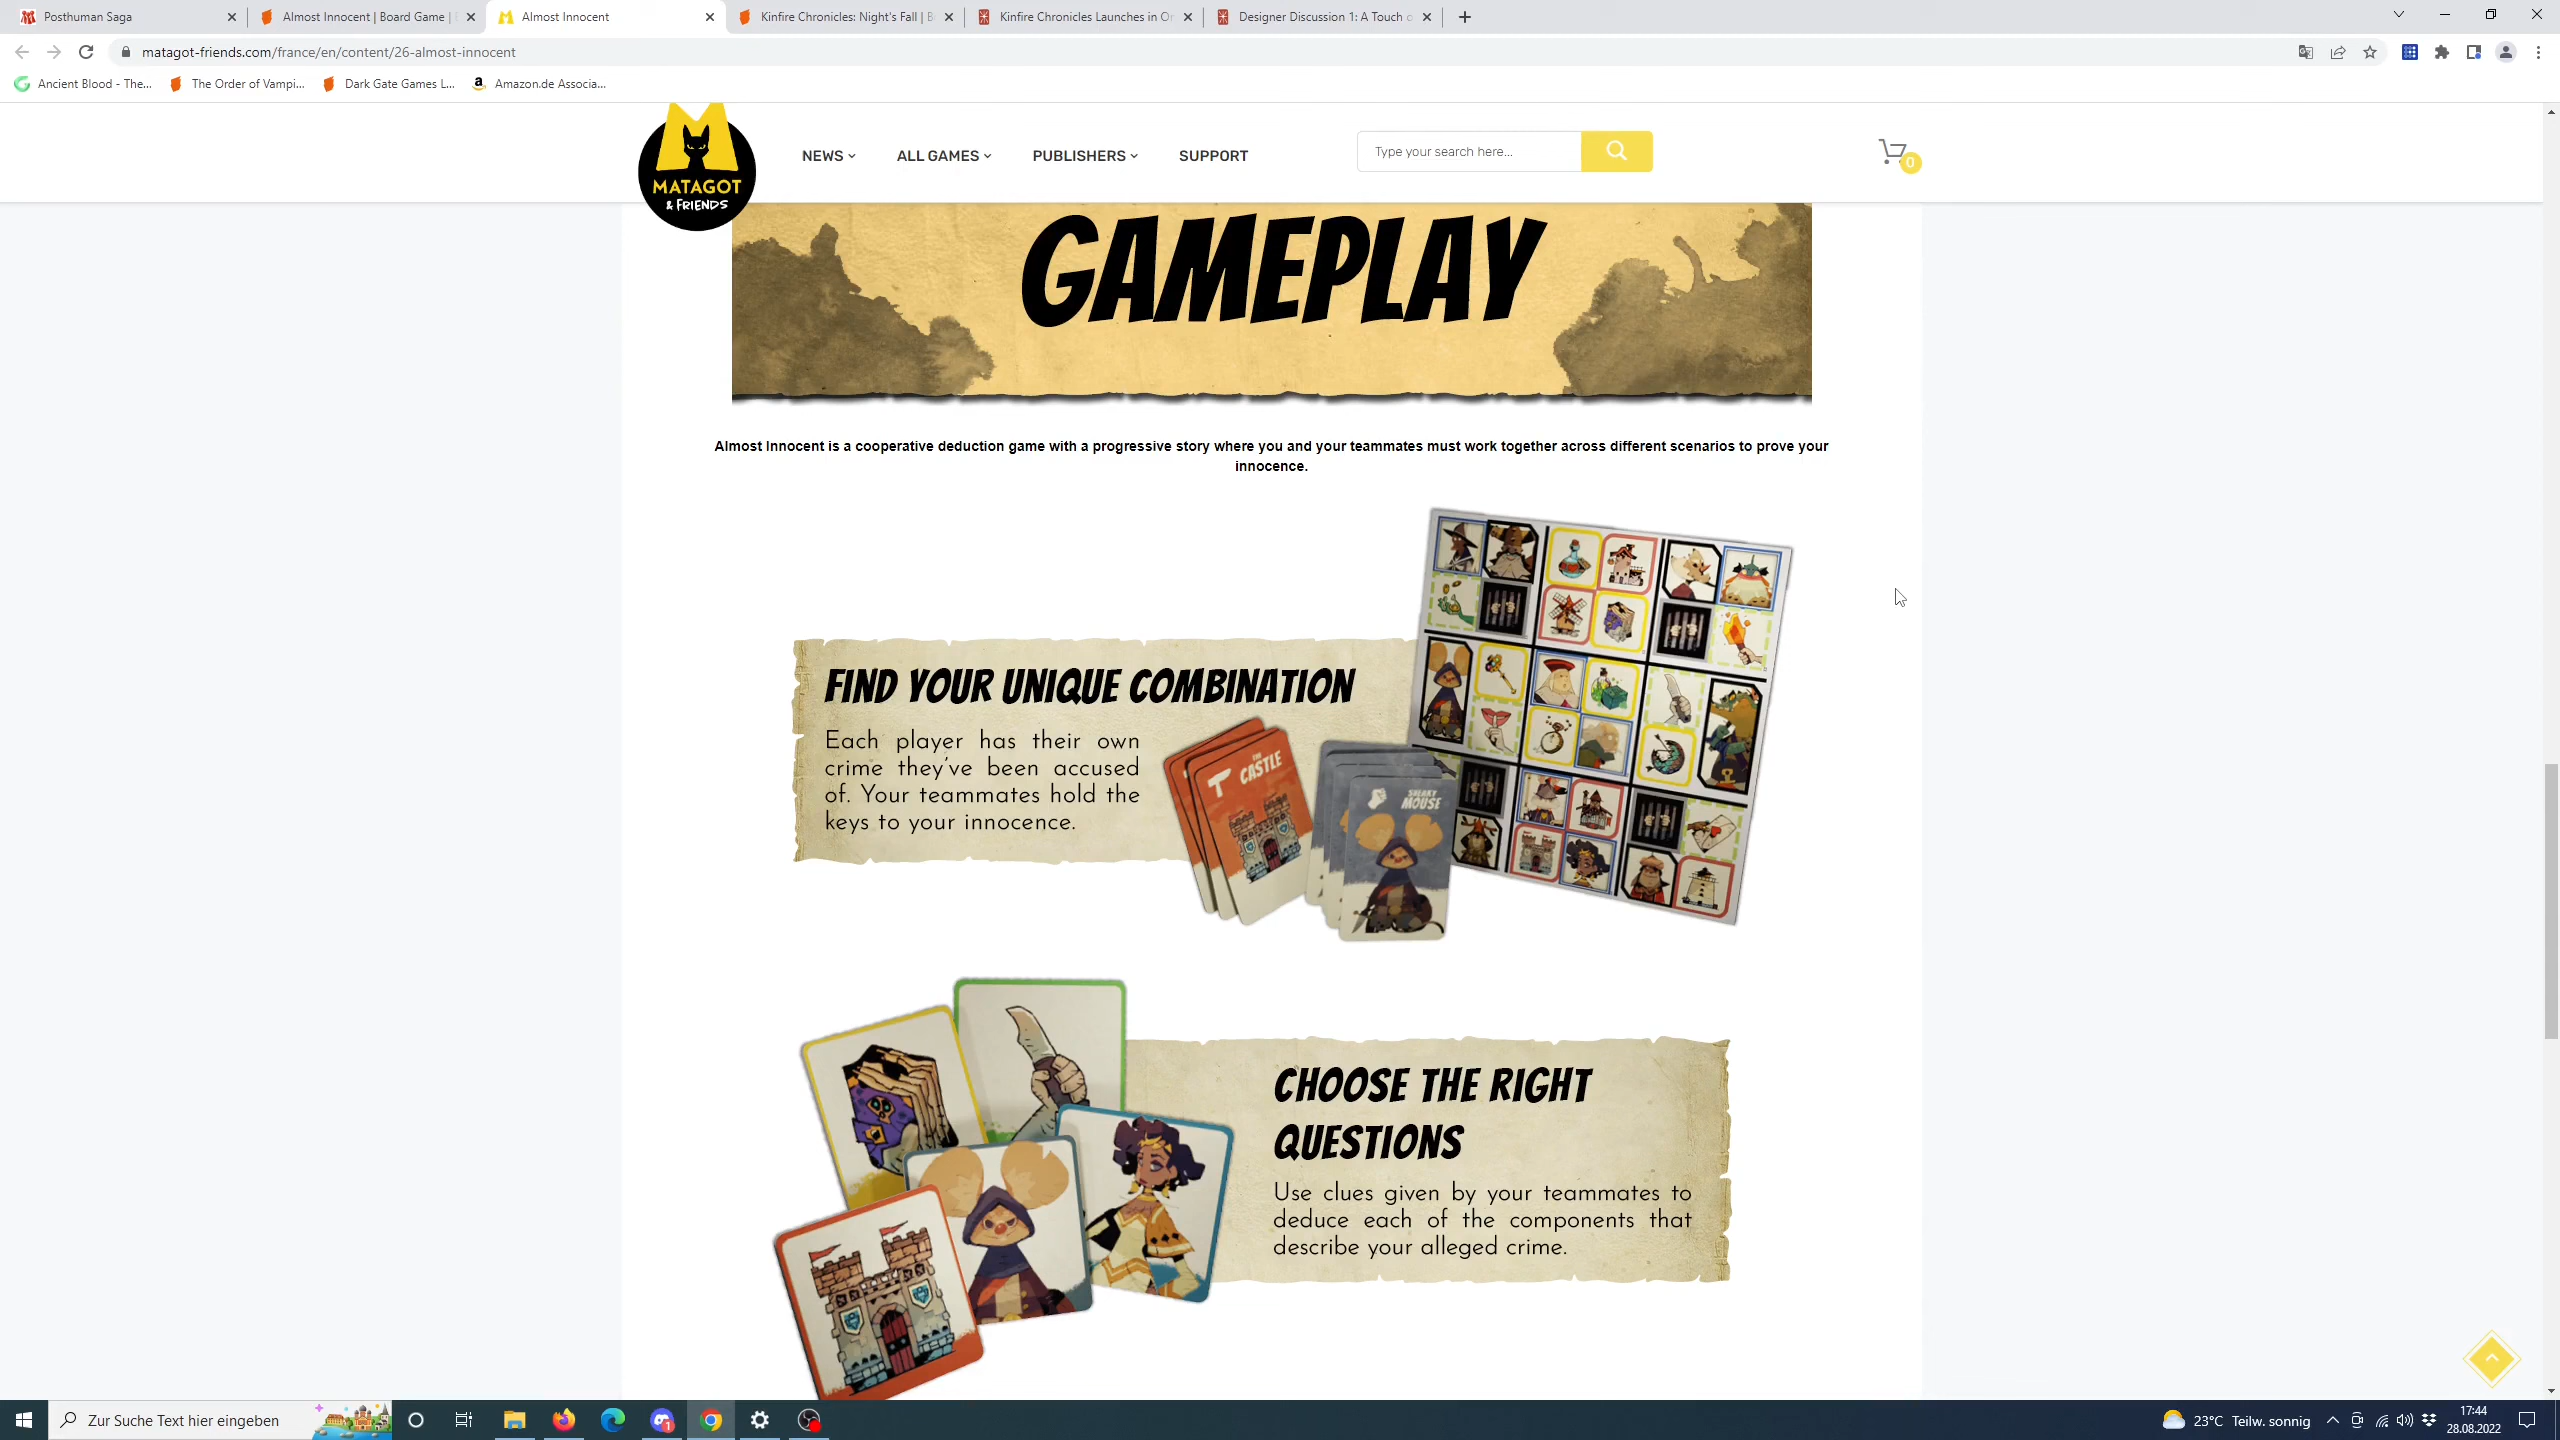 Posthuman Saga
Almost Innocent | Board Game |
Almost Innocent
Kinfire Chronicles: Night's Fall |
Kinfire Chronicles Launches in
Designer Discussion 1: A Touch
matagot-friends.com/france/en/content/26-almost-innocent
Ancient Blood - The...
The Order of Vampi...
Dark Gate Games L...
Amazon.de Associa...
MATAGOT
& FRIENDS
NEWS
ALL GAMES
PUBLISHERS
SUPPORT
Type your search here...
0
GAMEPLAY
Almost Innocent is a cooperative deduction game with a progressive story where you and your teammates must work together across different scenarios to prove your
innocence.
FIND YOUR UNIQUE COMBINATION
Each player has their own
crime they've been accused
of. Your teammates hold the
keys to your innocence.
THE
CASTLE
SNEAKY
MOUSE
CHOOSE THE RIGHT
QUESTIONS
Use clues given by your teammates to
deduce each of the components that
describe your alleged crime.
Zur Suche Text hier eingeben
1
23°C Teilw. sonnig
17:44
28.08.2022